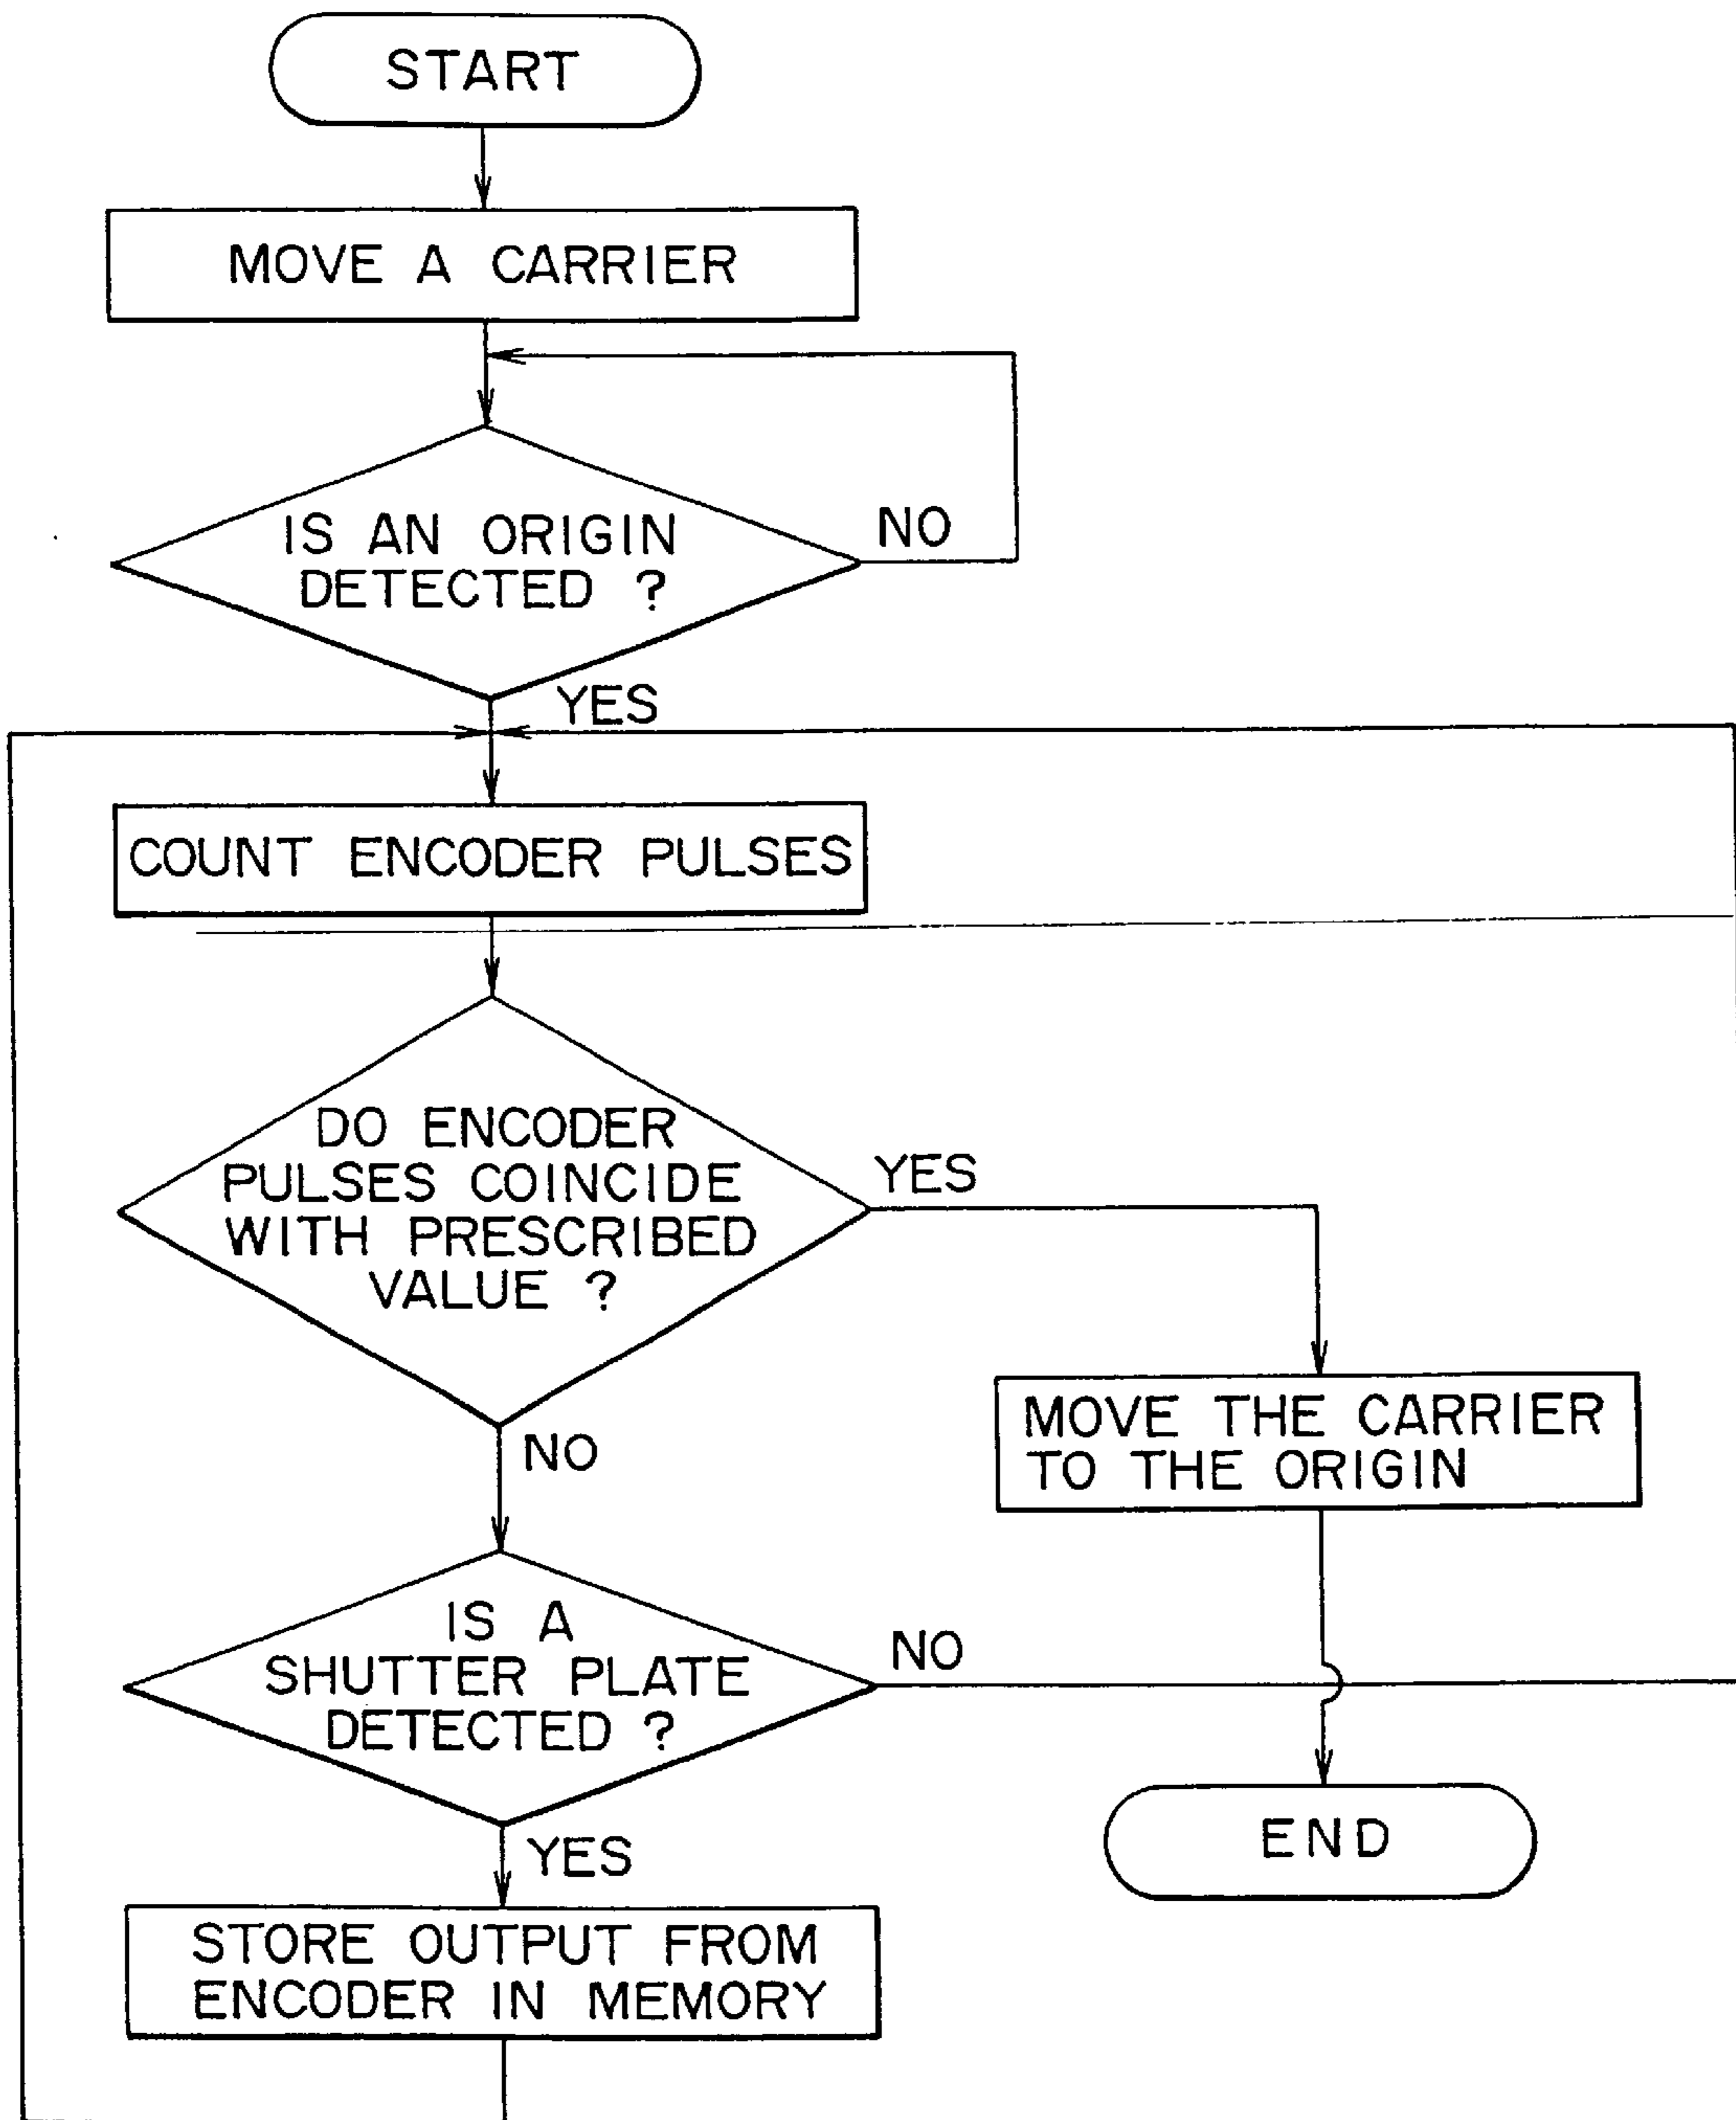 START
MOVE A CARRIER
IS AN ORIGIN
DETECTED ?
NO
YES
COUNT ENCODER PULSES
DO ENCODER
PULSES COINCIDE
WITH PRESCRIBED
VALUE ?
YES
NO
MOVE THE CARRIER
TO THE ORIGIN
IS A
SHUTTER PLATE
DETECTED ?
NO
YES
END
STORE OUTPUT FROM
ENCODER IN MEMORY